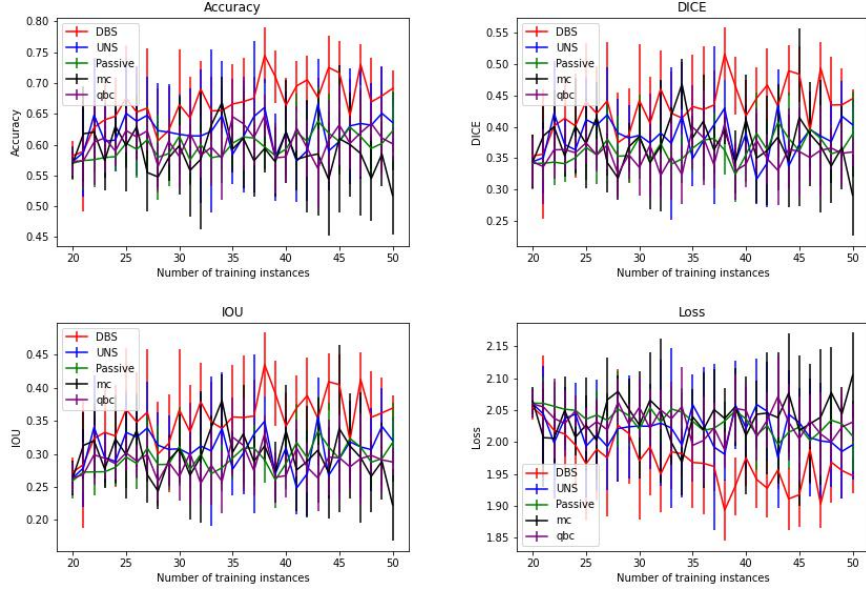 Accuracy
0.80
0.75
0.70
0.65
0.60
0.55
0.50
0.45
Accuracy
DBS
UNS
Passive
mc
qbc
20
25
30
35
40
45
50
Number of training instances
DICE
0.55
0.50
0.45
0.40
0.35
0.30
0.25
DICE
DBS
UNS
Passive
mc
qbc
20
25
30
35
40
45
50
Number of training instances
IOU
0.45
0.40
0.35
0.30
0.25
0.20
IOU
DBS
UNS
Passive
mc
qbc
20
25
30
35
40
45
50
Number of training instances
Loss
2.15
2.10
2.05
2.00
1.95
1.90
1.85
Loss
DBS
UNS
Passive
mc
qbc
20
25
30
35
40
45
50
Number of training instances